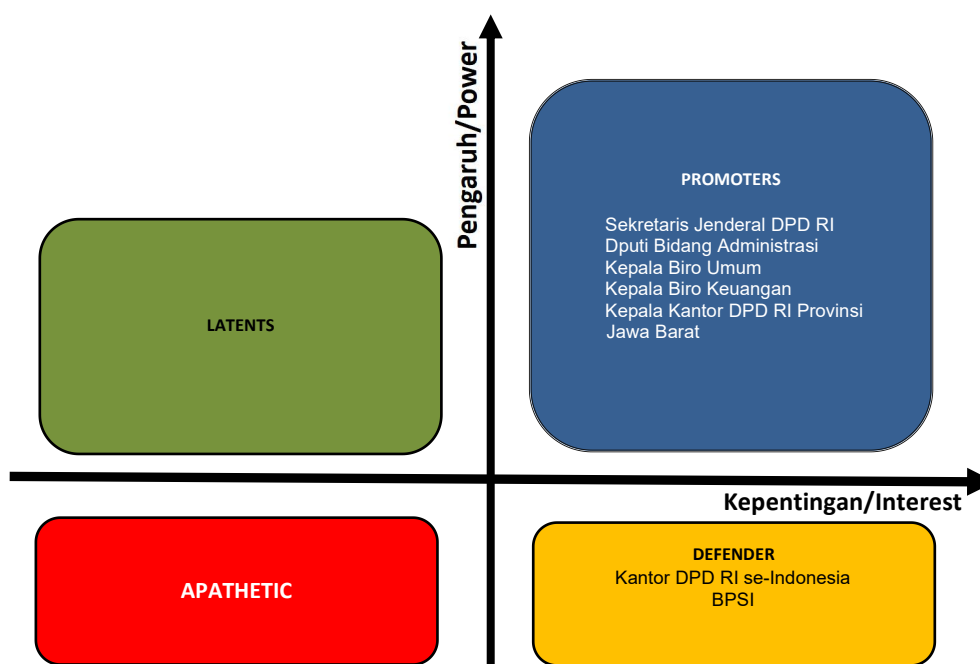 Pengaruh/Power
PROMOTERS
Sekretaris Jenderal DPD RI
Dputi Bidang Administrasi
Kepala Biro Umum
Kepala Biro Keuangan
Kepala Kantor DPD RI Provinsi
Jawa Barat
LATENTS
Kepentingan/Interest
APATHETIC
DEFENDER
Kantor DPD RI se-Indonesia
BPSI